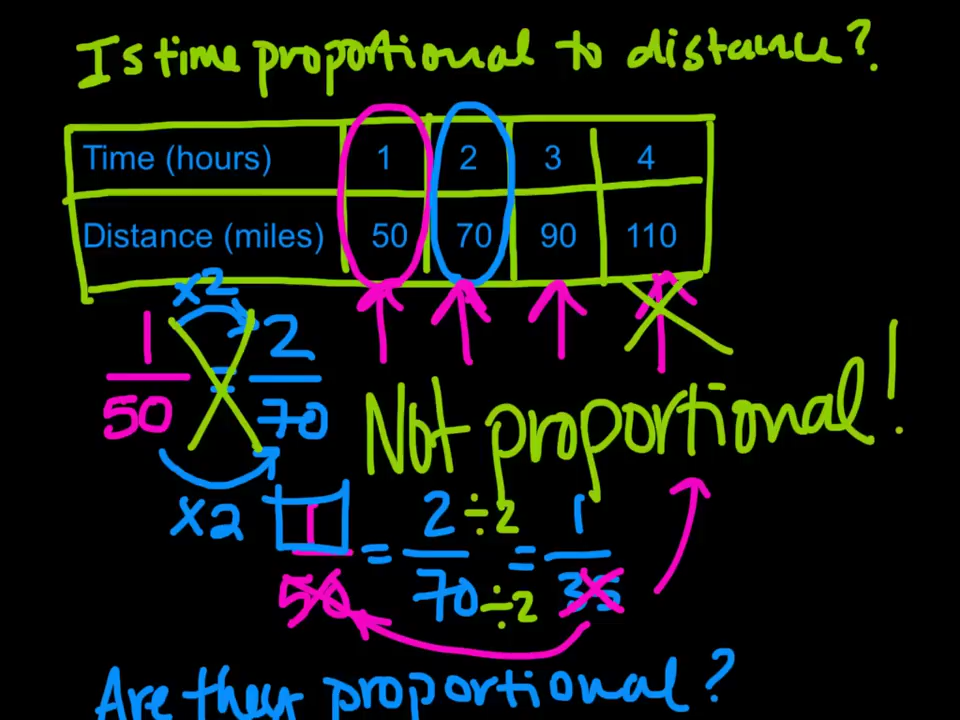 Is time proportional to distance?
Time (hours) 1 2 3 4
Distance (miles) 50 70 90 110
x2
1/50 = 2/70
x2
Not proportional!
1/50 = 2/70 ÷2/÷2 = 1/35
Are they proportional?